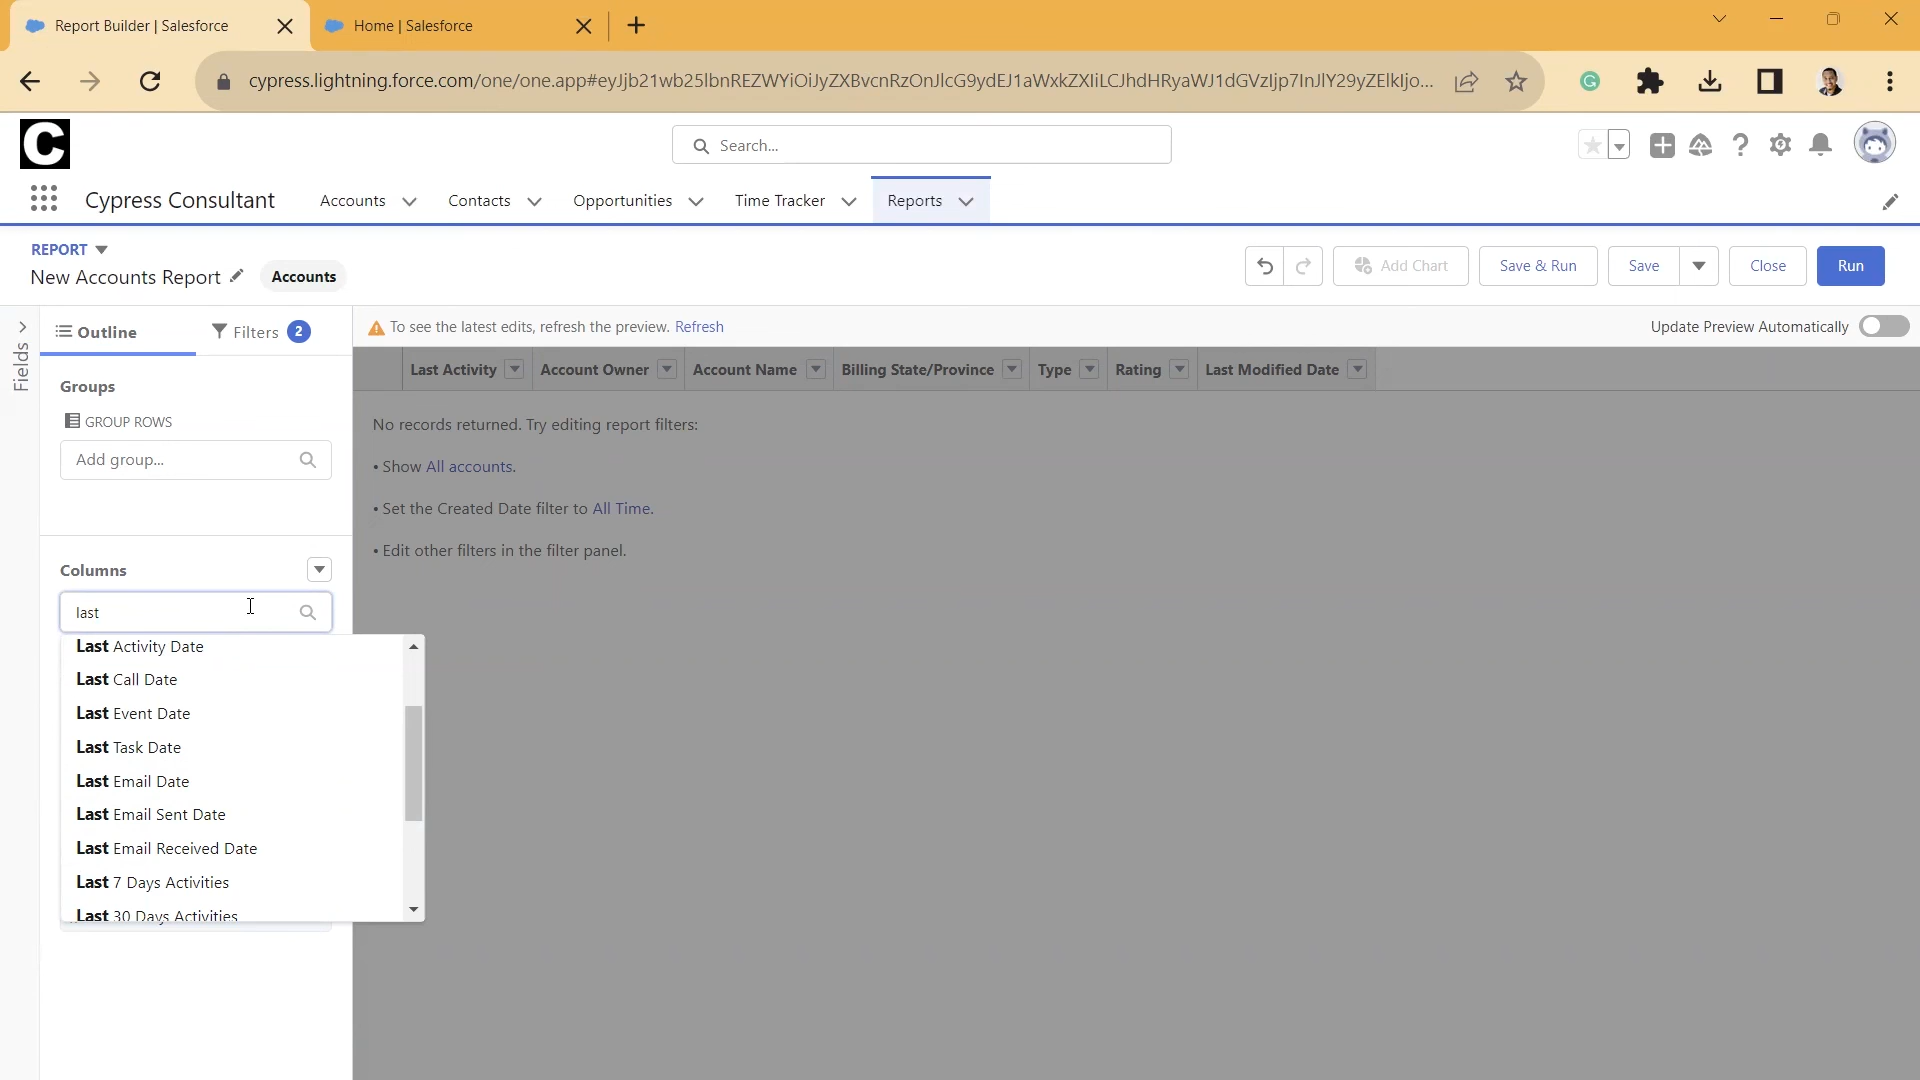 Report Builder | Salesforce
Home | Salesforce
cypress.lightning.force.com/one/one.app#eyJjb21wb25lbnREZWYiOiJyZXBvcnRzOnJlcG9ydEJ1aWxkZXIiLCJhdHRyaWJ1dGVzIjp7InJlY29yZElkIjo...
C
Search...
Cypress Consultant
Accounts
Contacts
Opportunities
Time Tracker
Reports
REPORT
New Accounts Report
Accounts
Add Chart
Save & Run
Save
Close
Run
Fields
Outline
Filters 2
To see the latest edits, refresh the preview. Refresh
Update Preview Automatically
Groups
GROUP ROWS
Add group...
Columns
last
Last Activity Date
Last Call Date
Last Event Date
Last Task Date
Last Email Date
Last Email Sent Date
Last Email Received Date
Last 7 Days Activities
Last 30 Days Activities
Last Activity
Account Owner
Account Name
Billing State/Province
Type
Rating
Last Modified Date
No records returned. Try editing report filters:
• Show All accounts.
• Set the Created Date filter to All Time.
• Edit other filters in the filter panel.